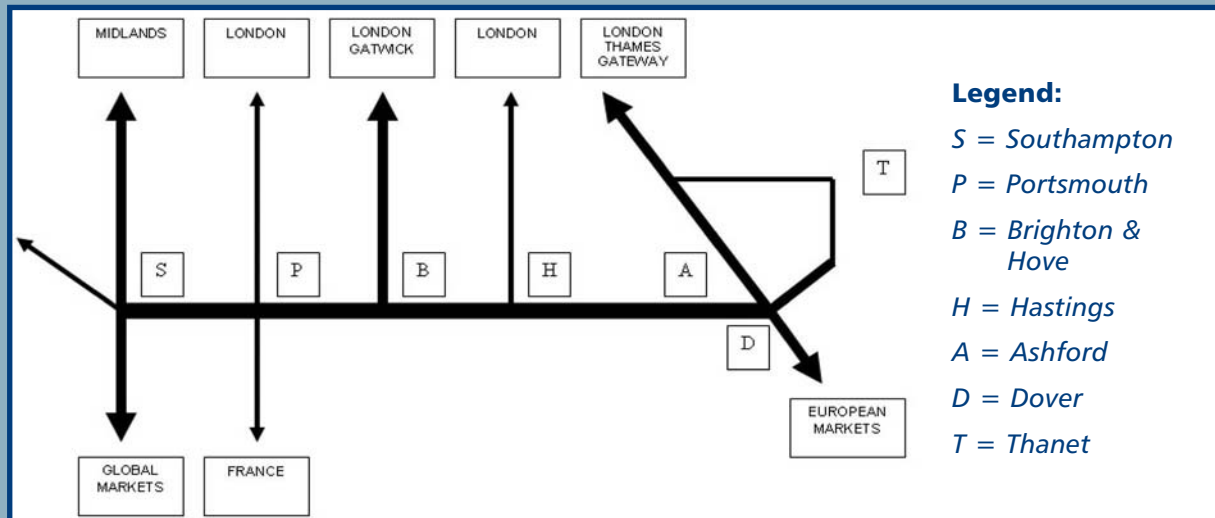 MIDLANDS
LONDON
LONDON
GATWICK
LONDON
LONDON
THAMES
GATEWAY
T
S
P
B
H
A
D
GLOBAL
MARKETS
FRANCE
EUROPEAN
MARKETS
Legend:
S = Southampton
P = Portsmouth
B = Brighton &
Hove
H = Hastings
A = Ashford
D = Dover
T = Thanet